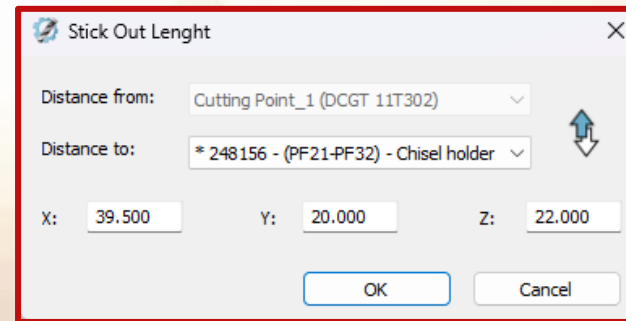 Stick Out Lenght
Distance from: Cutting Point_1 (DCGT 11T302)
Distance to: * 248156 - (PF21-PF32) - Chisel holder
X: 39.500 Y: 20.000 Z: 22.000
OK Cancel